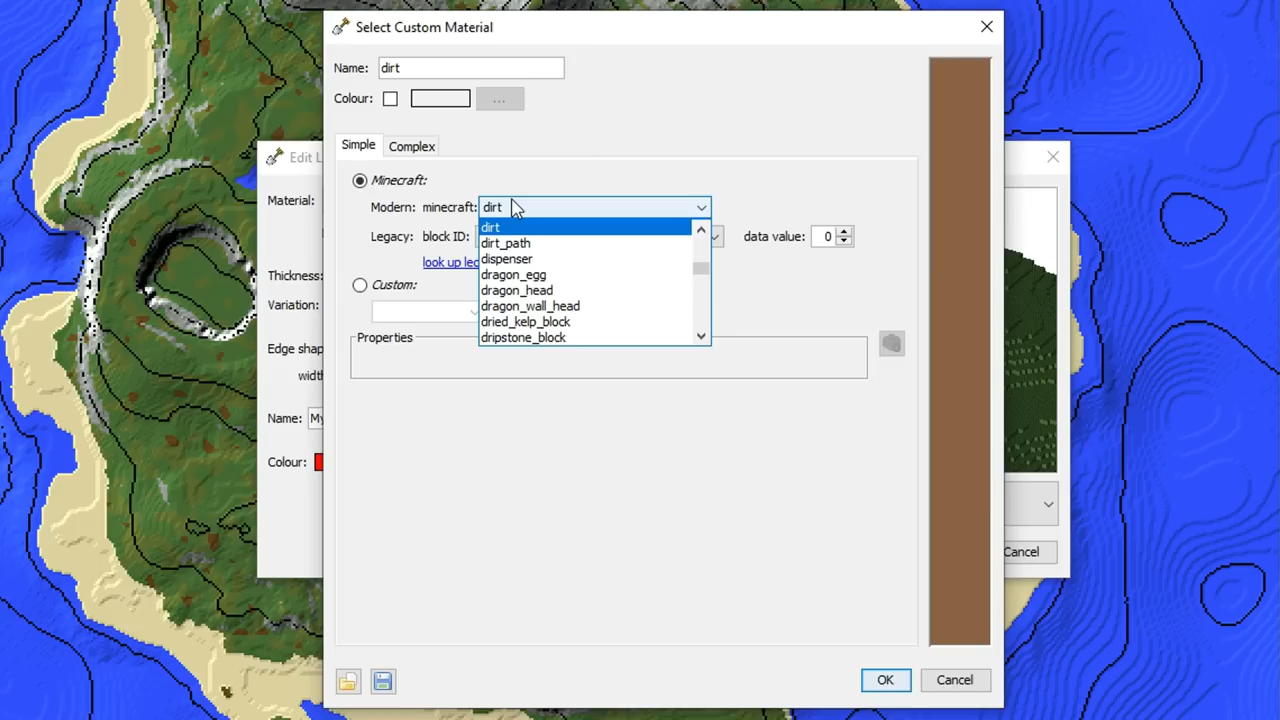 Select Custom Material
Name: dirt
Colour: ...
Simple Complex
Minecraft:
Modern: minecraft: dirt
dirt
Legacy: block ID: data value: 0
dirt_path
dispenser
look up leg
dragon_egg
Custom:
dragon_head
dragon_wall_head
dried_kelp_block
Properties
dripstone_block
OK Cancel
Edit L
Material:
Thickness:
Variation:
Edge shap
width
Name: My
Colour:
Cancel